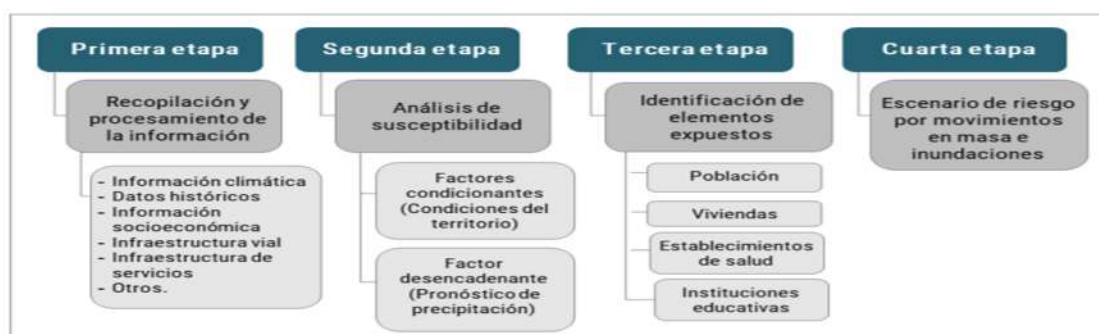 Primera etapa
Recopilación y
procesamiento de
la información
- Información climática
- Datos históricos
- Información
socioeconómica
- Infraestructura vial
- Infraestructura de
servicios
- Otros.
Segunda etapa
Análisis de
susceptibilidad
Factores
condicionantes
(Condiciones del
territorio)
Factor
desencadenante
(Pronóstico de
precipitación)
Tercera etapa
Identificación de
elementos
expuestos
Población
Viviendas
Establecimientos
de salud
Instituciones
educativas
Cuarta etapa
Escenario de riesgo
por movimientos
en masa e
inundaciones